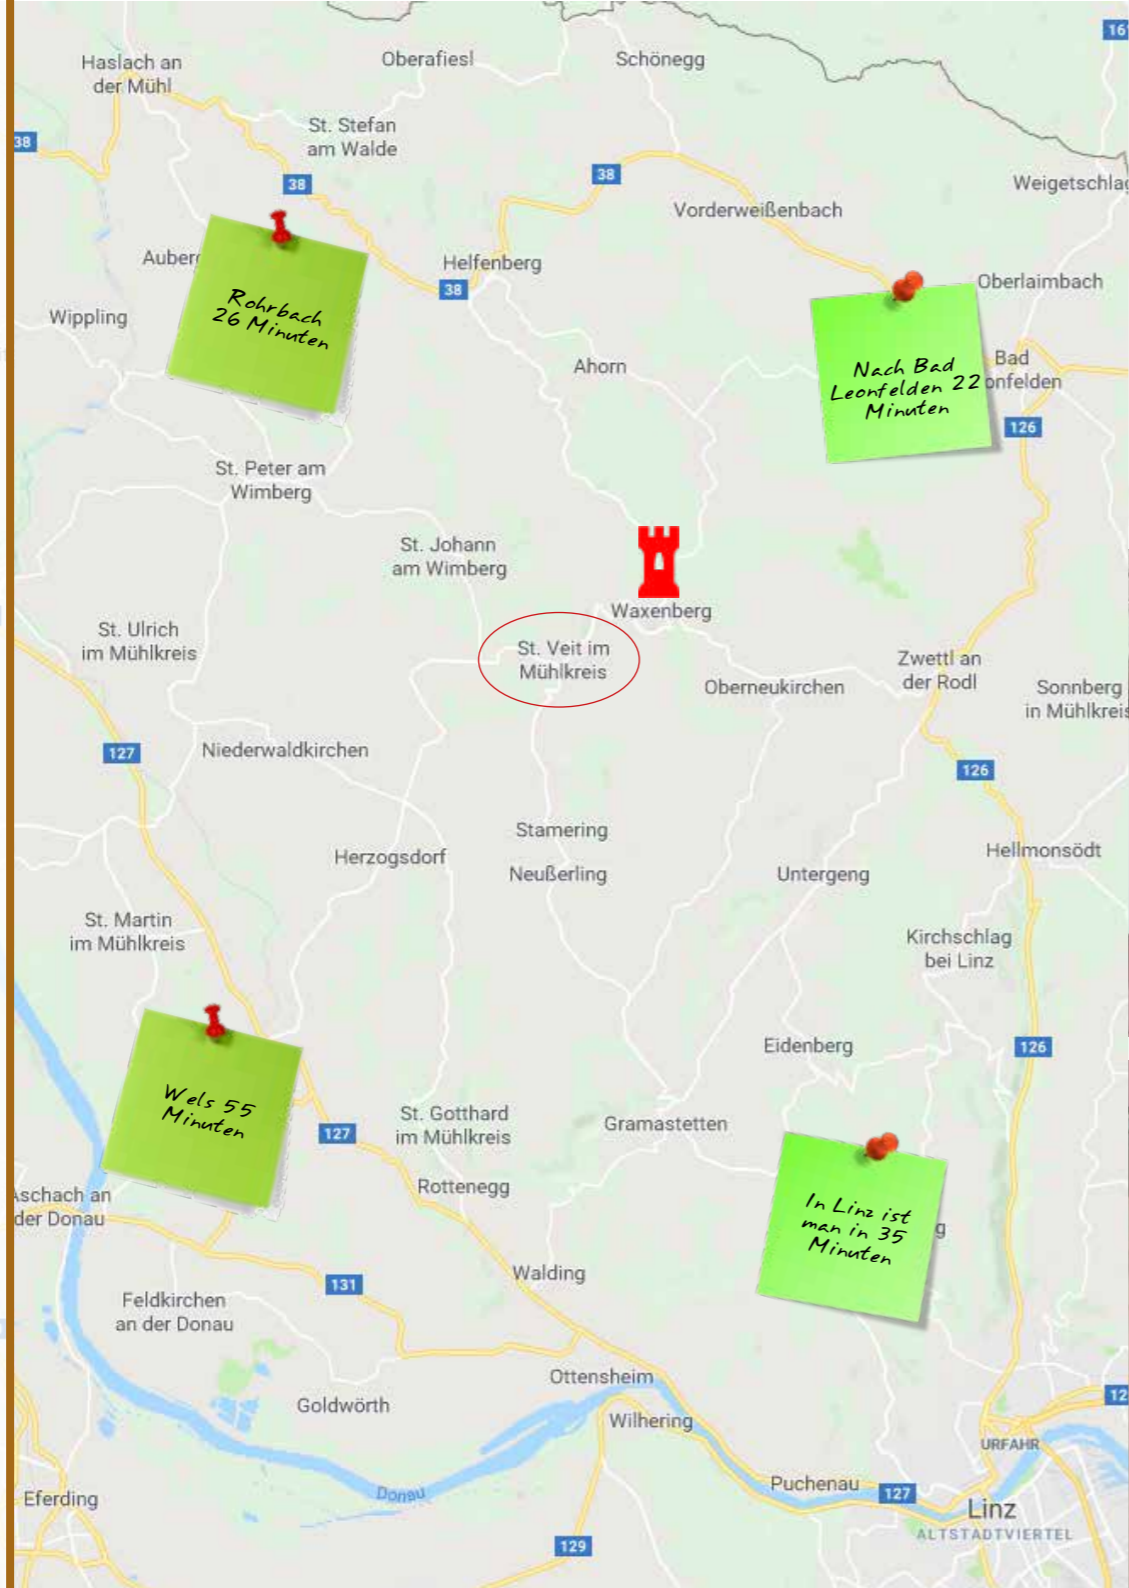 16
Haslach an
der Mühl
Oberafiesl
Schönegg
St. Stefan
am Walde
38
38
38
Weigetschlag
Vorderweißenbach
Auberg
Helfenberg
38
Oberlaimbach
Rohrbach
26 Minuten
Wippling
Ahorn
Nach Bad
Leonfelden 22
Minuten
Bad
onfelden
126
St. Peter am
Wimberg
St. Johann
am Wimberg
Waxenberg
St. Ulrich
im Mühlkreis
St. Veit im
Mühlkreis
Zwettl an
der Rodl
Oberneukirchen
Sonnberg
in Mühlkreis
127
Niederwaldkirchen
126
Stamering
Herzogsdorf
Neußerling
Untergeng
Hellmonsödt
St. Martin
im Mühlkreis
Kirchschlag
bei Linz
Eidenberg
126
Wels 55
Minuten
127
St. Gotthard
im Mühlkreis
Gramastetten
Rottenegg
Aschach an
der Donau
In Linz ist
man in 35
Minuten
g
131
Walding
Feldkirchen
an der Donau
Ottensheim
Goldwörth
Wilhering
12
URFAHR
Eferding
Donau
Puchenau
127
Linz
ALTSTADTVIERTEL
129